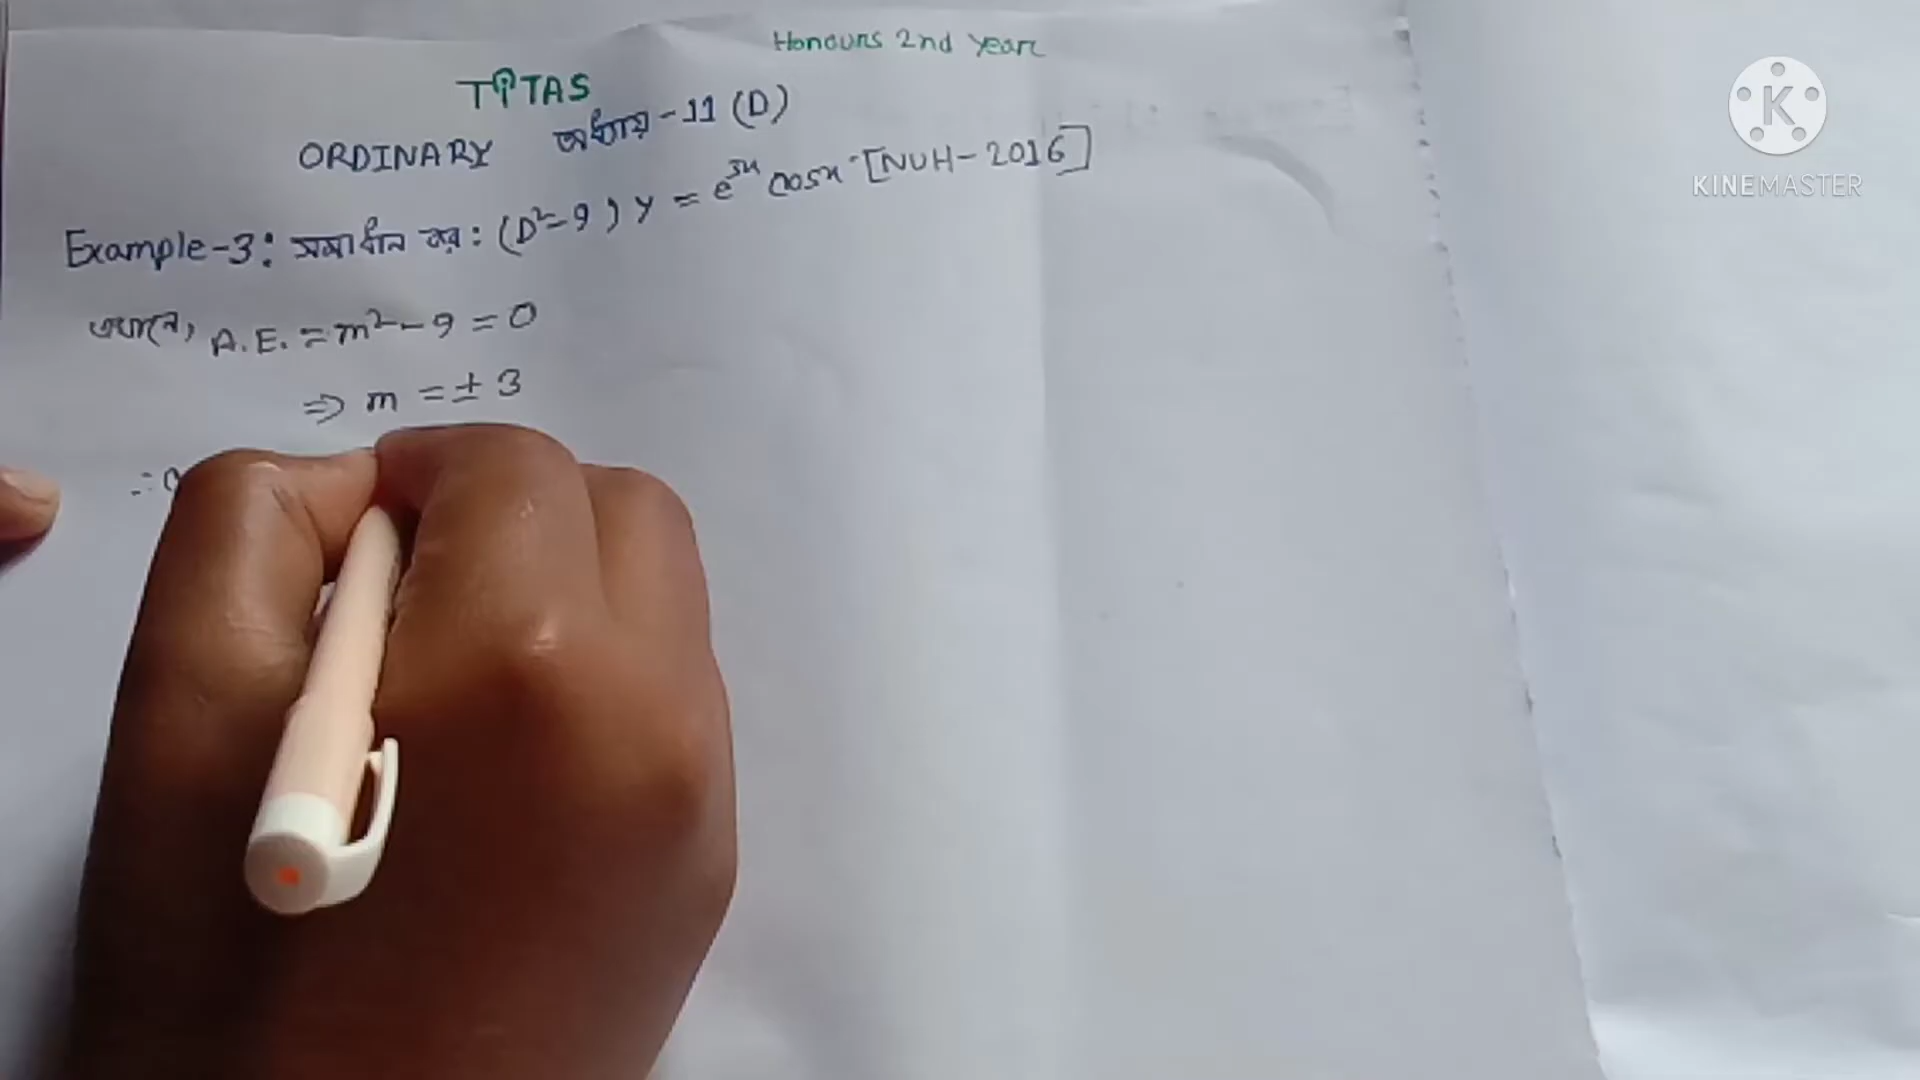 Honours 2nd Year
TITAS
ORDINARY অধ্যায়-11 (D)
Example-3: সমাধান কর: (D²-9) y = e³ˣ cosx [NUH-2016]
এখানে, A.E. = m²-9 = 0
⇒ m = ± 3
∴ C
K
KINEMASTER